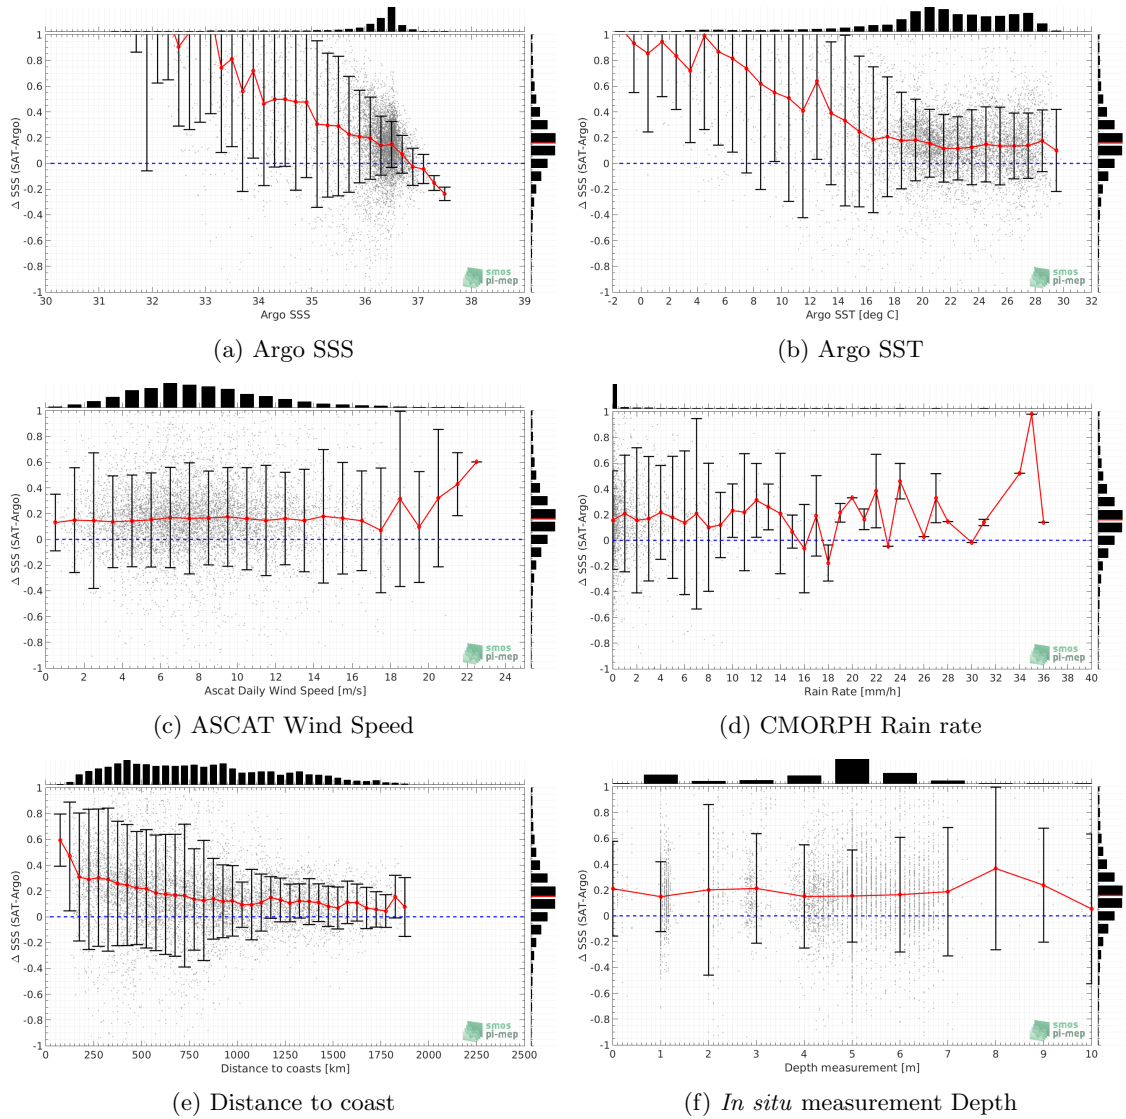 1
0.8
0.6
0.4
0.2
0
-0.2
-0.4
-0.6
-0.8
-1
Δ SSS (SAT-Argo)
30 31 32 33 34 35 36 37 38 39
Argo SSS
smos
pi-mep
(a) Argo SSS
1
0.8
0.6
0.4
0.2
0
-0.2
-0.4
-0.6
-0.8
-1
Δ SSS (SAT-Argo)
-2 0 2 4 6 8 10 12 14 16 18 20 22 24 26 28 30 32
Argo SST [deg C]
smos
pi-mep
(b) Argo SST
1
0.8
0.6
0.4
0.2
0
-0.2
-0.4
-0.6
-0.8
-1
Δ SSS (SAT-Argo)
0 2 4 6 8 10 12 14 16 18 20 22 24
Ascat Daily Wind Speed [m/s]
smos
pi-mep
(c) ASCAT Wind Speed
1
0.8
0.6
0.4
0.2
0
-0.2
-0.4
-0.6
-0.8
-1
Δ SSS (SAT-Argo)
0 2 4 6 8 10 12 14 16 18 20 22 24 26 28 30 32 34 36 38 40
Rain Rate [mm/h]
smos
pi-mep
(d) CMORPH Rain rate
1
0.8
0.6
0.4
0.2
0
-0.2
-0.4
-0.6
-0.8
-1
Δ SSS (SAT-Argo)
0 250 500 750 1000 1250 1500 1750 2000 2250 2500
Distance to coasts [km]
smos
pi-mep
(e) Distance to coast
1
0.8
0.6
0.4
0.2
0
-0.2
-0.4
-0.6
-0.8
-1
Δ SSS (SAT-Argo)
0 1 2 3 4 5 6 7 8 9 10
Depth measurement [m]
smos
pi-mep
(f) In situ measurement Depth